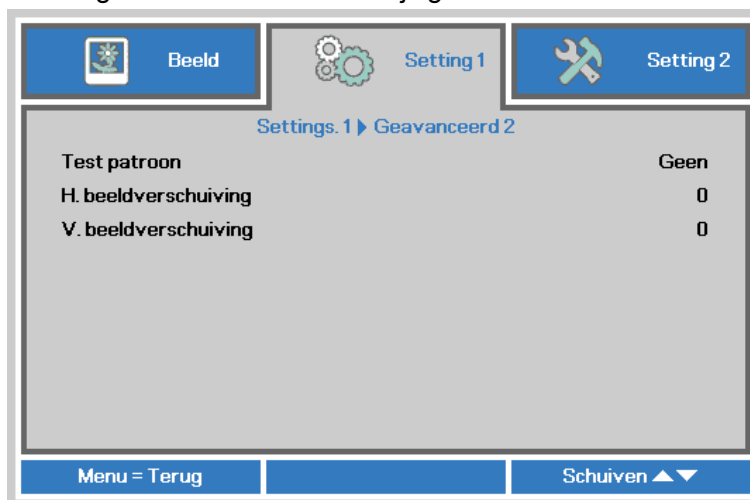 Beeld Setting 1 Setting 2
Settings. 1 Geavanceerd 2
Test patroon Geen
H. beeldverschuiving 0
V. beeldverschuiving 0
Menu = Terug Schuiven